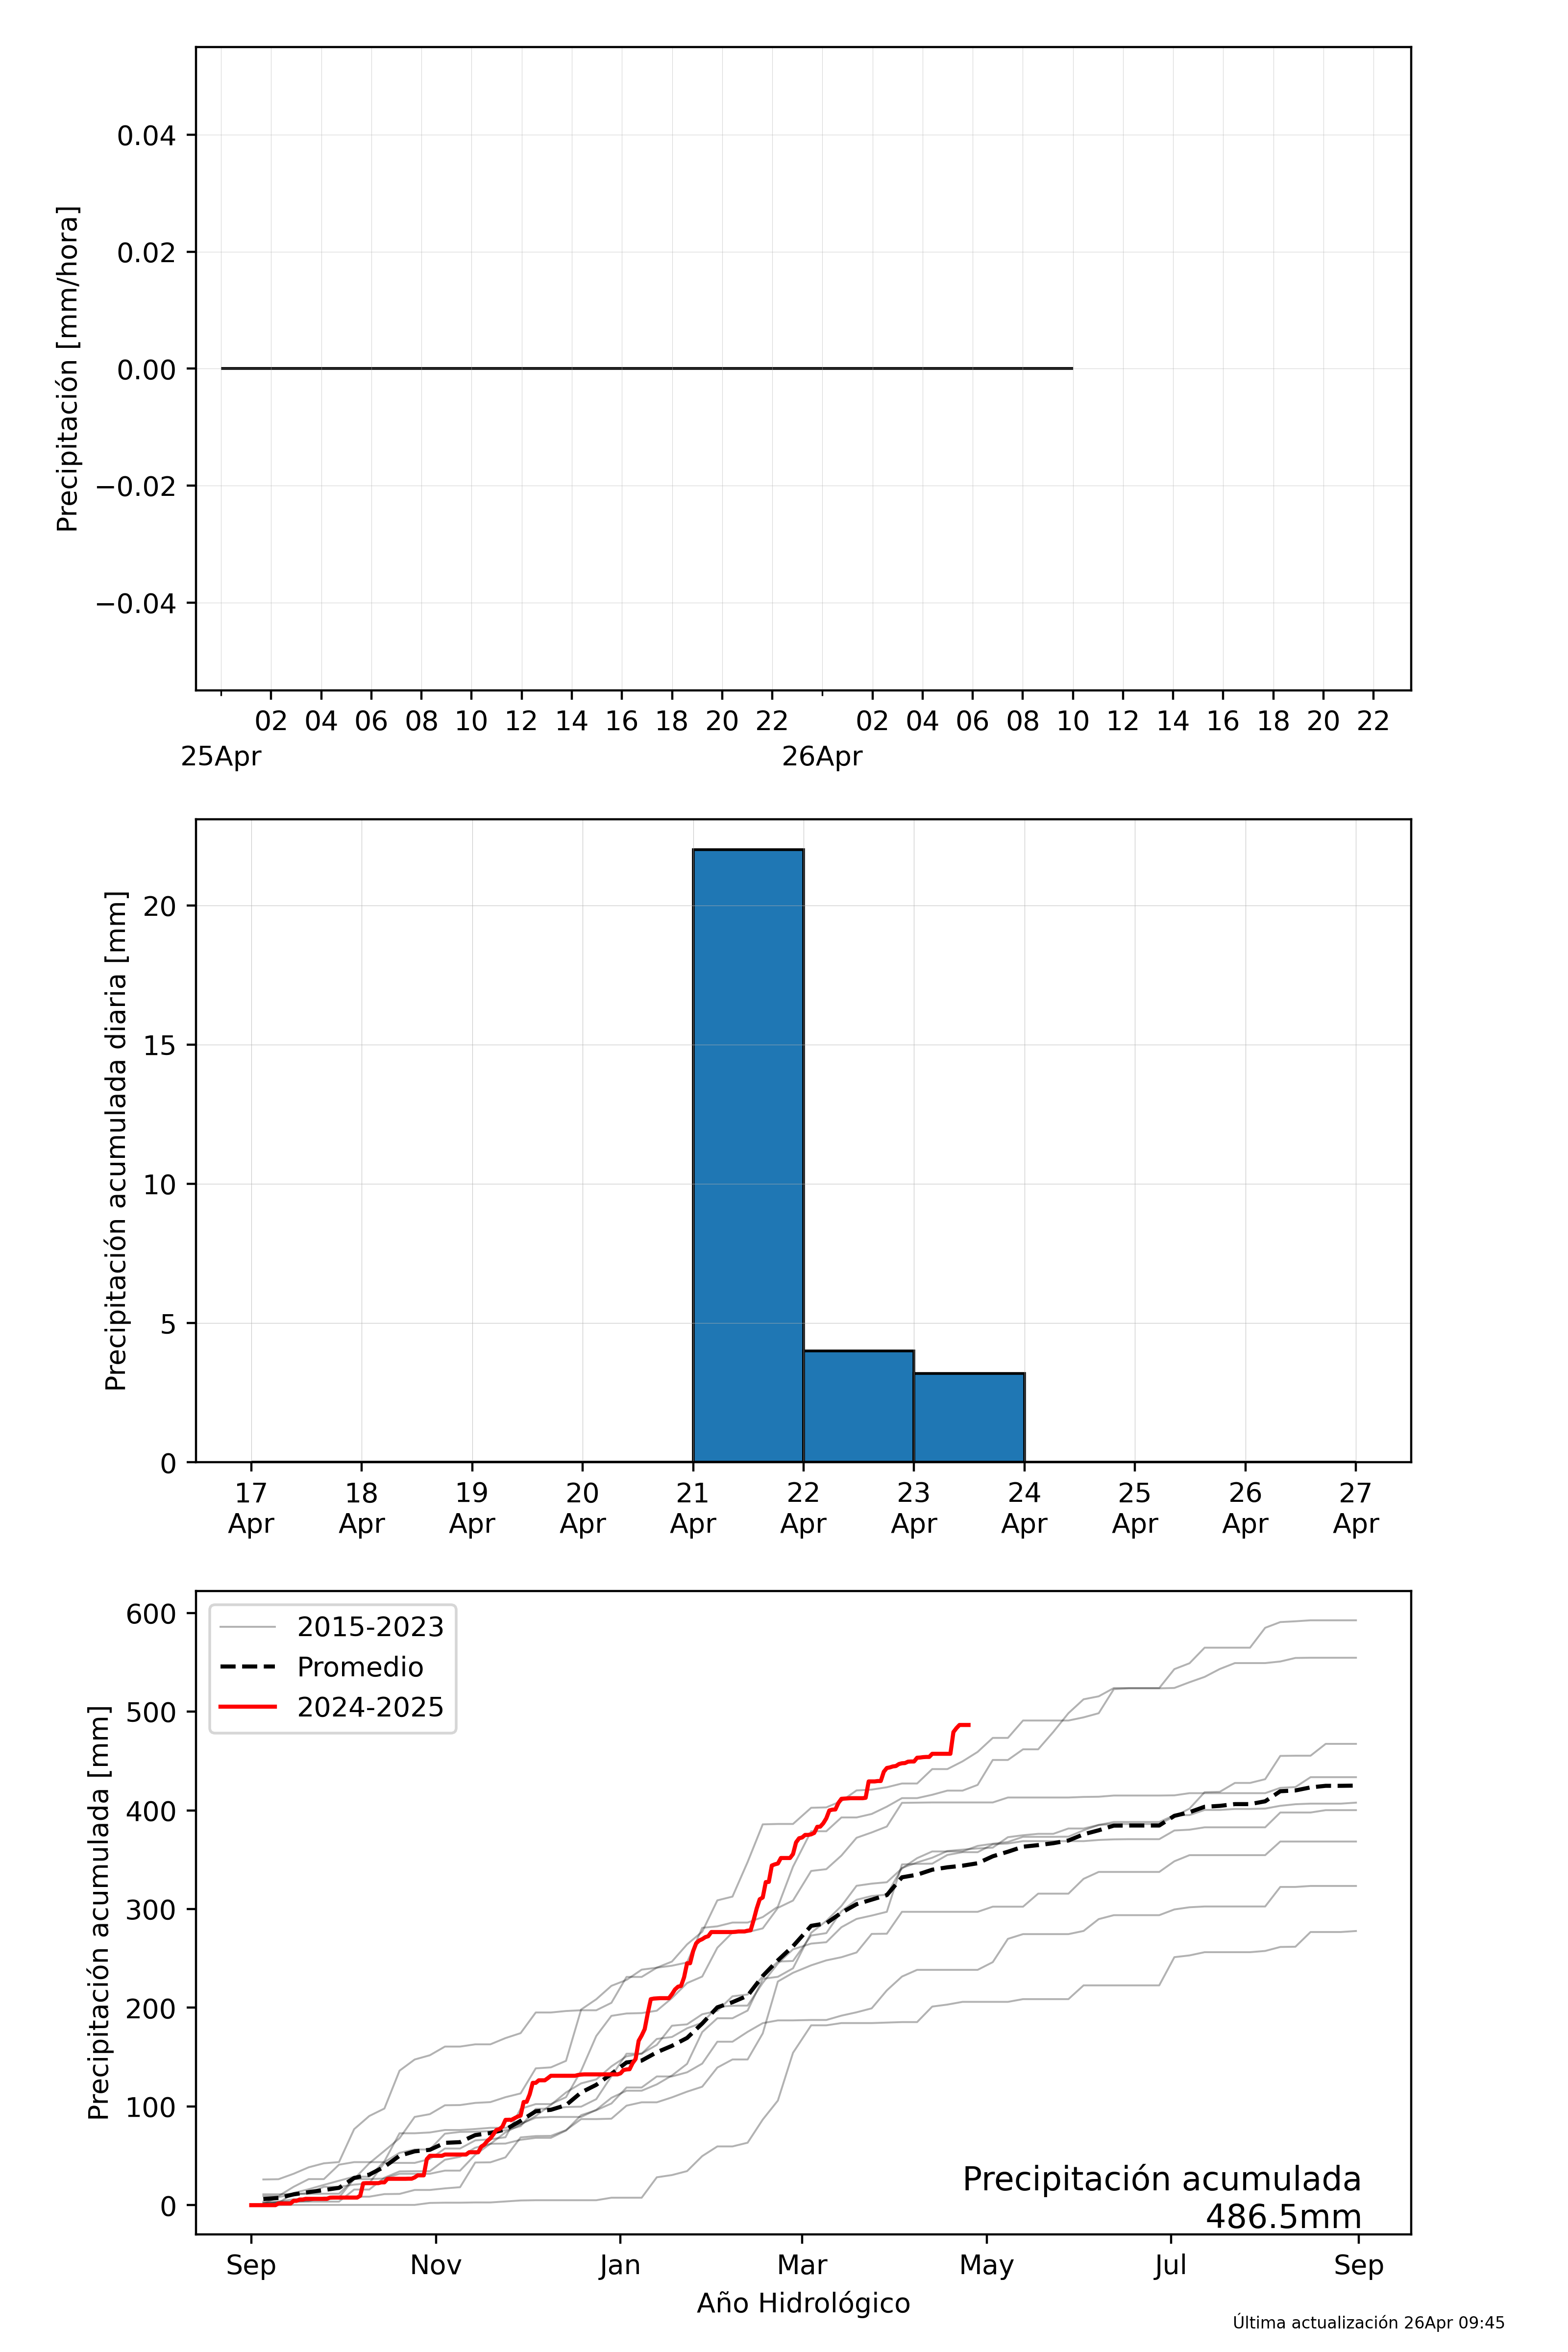 Precipitación [mm/hora]
0.04
0.02
0.00
−0.02
−0.04
02 04 06 08 10 12 14 16 18 20 22 02 04 06 08 10 12 14 16 18 20 22
25Apr 26Apr
Precipitación acumulada diaria [mm]
20
15
10
5
0
17 18 19 20 21 22 23 24 25 26 27
Apr Apr Apr Apr Apr Apr Apr Apr Apr Apr Apr
Precipitación acumulada [mm]
600
500
400
300
200
100
0
2015-2023
Promedio
2024-2025
Precipitación acumulada
486.5mm
Sep Nov Jan Mar May Jul Sep
Año Hidrológico
Última actualización 26Apr 09:45